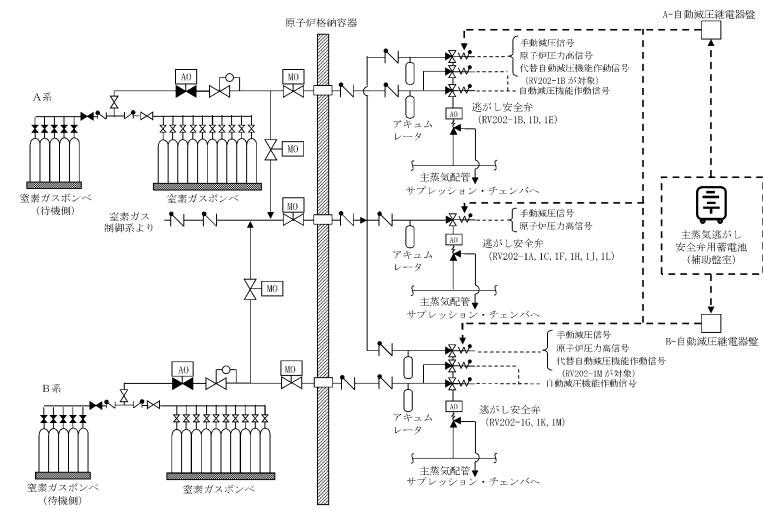 原子炉格納容器
A-自動減圧継電器盤
手動減圧信号
原子炉圧力高信号
代替自動減圧機能作動信号
(RV202-1Bが対象)
自動減圧機能作動信号
AO
MO
A系
アキュム
レータ
AO
逃がし安全弁
(RV202-1B, 1D, 1E)
MO
主蒸気配管
サプレッション・チェンバへ
窒素ガスボンベ
(待機側)
窒素ガスボンベ
窒素ガス
制御系より
MO
手動減圧信号
原子炉圧力高信号
アキュム
レータ
AO
逃がし安全弁
(RV202-1A, 1C, 1F, 1H, 1J, 1L)
主蒸気逃がし
安全弁用蓄電池
(補助盤室)
MO
主蒸気配管
サプレッション・チェンバへ
B-自動減圧継電器盤
手動減圧信号
原子炉圧力高信号
代替自動減圧機能作動信号
(RV202-1Mが対象)
自動減圧機能作動信号
AO
MO
B系
アキュム
レータ
AO
逃がし安全弁
(RV202-1G, 1K, 1M)
主蒸気配管
サプレッション・チェンバへ
窒素ガスボンベ
(待機側)
窒素ガスボンベ